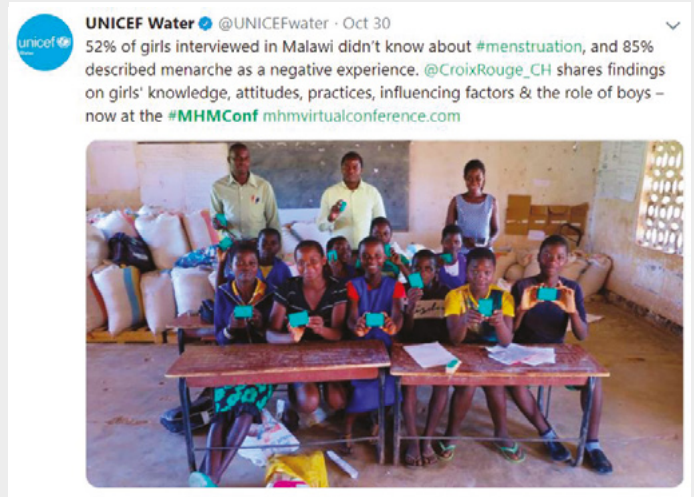 UNICEF Water @UNICEFwater · Oct 30
unicef
52% of girls interviewed in Malawi didn't know about #menstruation, and 85%
described menarche as a negative experience. @CroixRouge_CH shares findings
on girls' knowledge, attitudes, practices, influencing factors & the role of boys –
now at the #MHMConf mhmvirtualconference.com